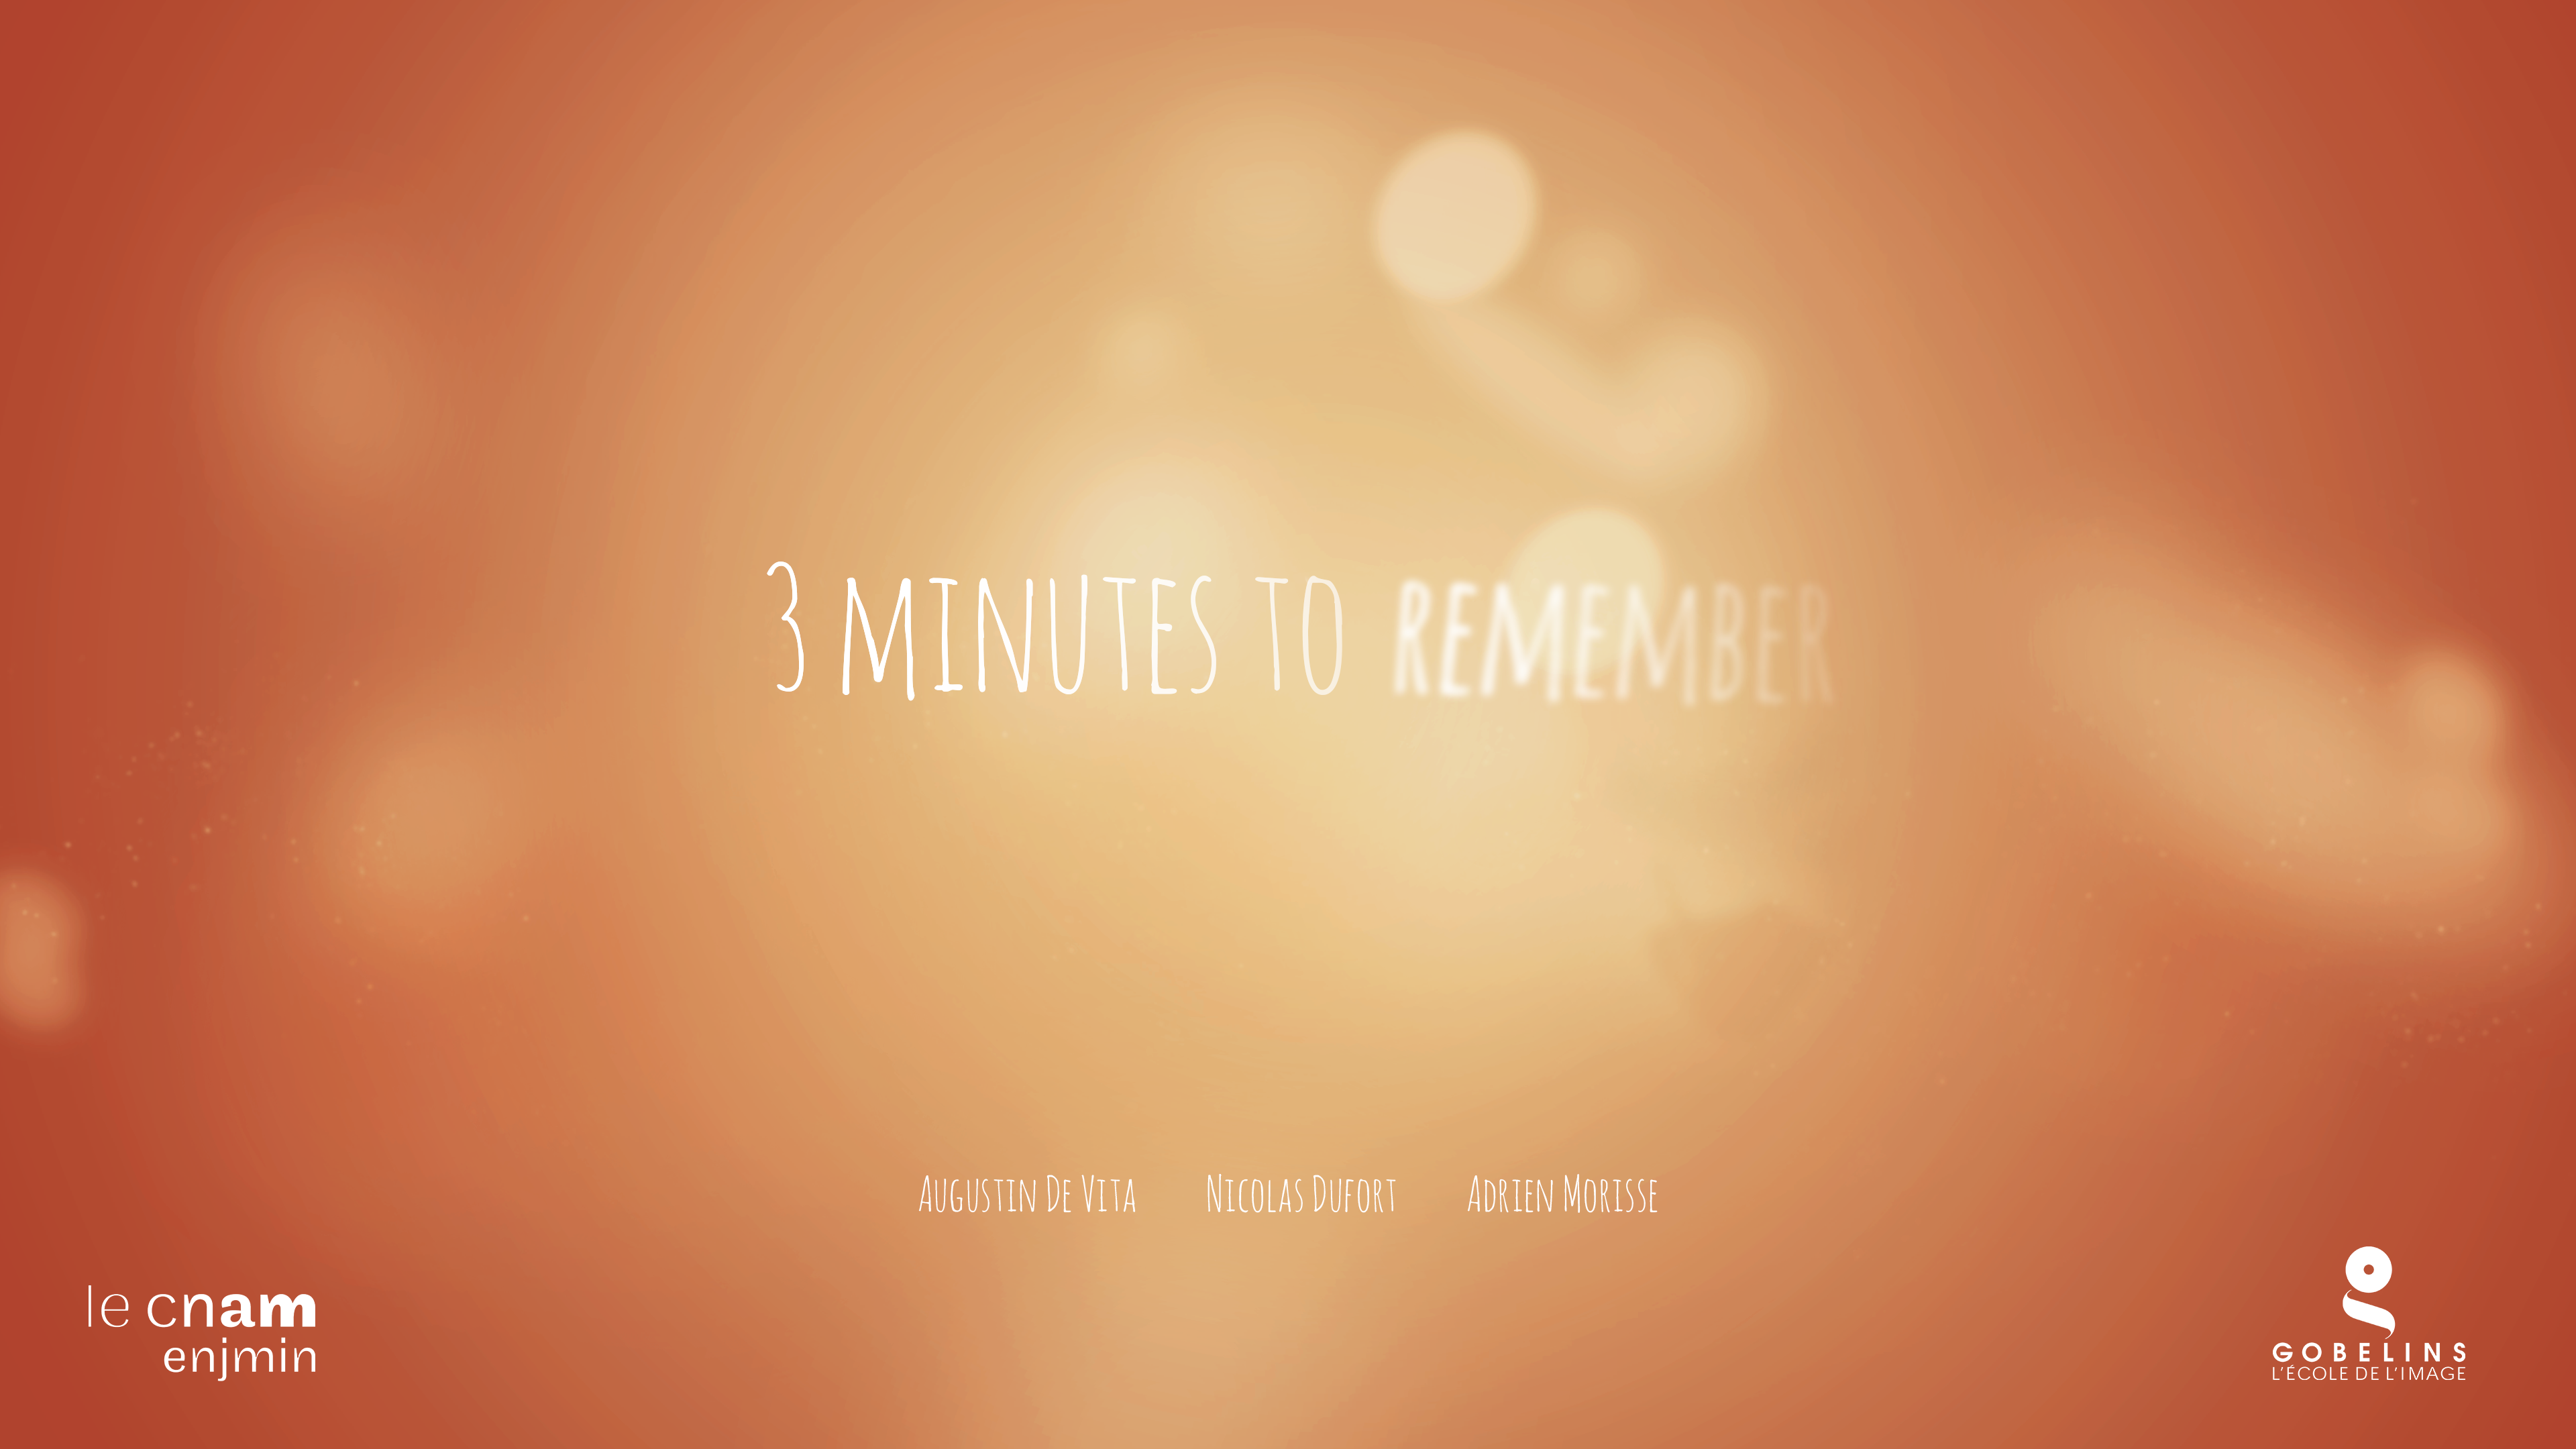 3 MINUTES TO REMEMBER
AUGUSTIN DE VITA NICOLAS DUFORT ADRIEN MORISSE
le cnam
enjmin
GOBELINS
L'ÉCOLE DE L'IMAGE